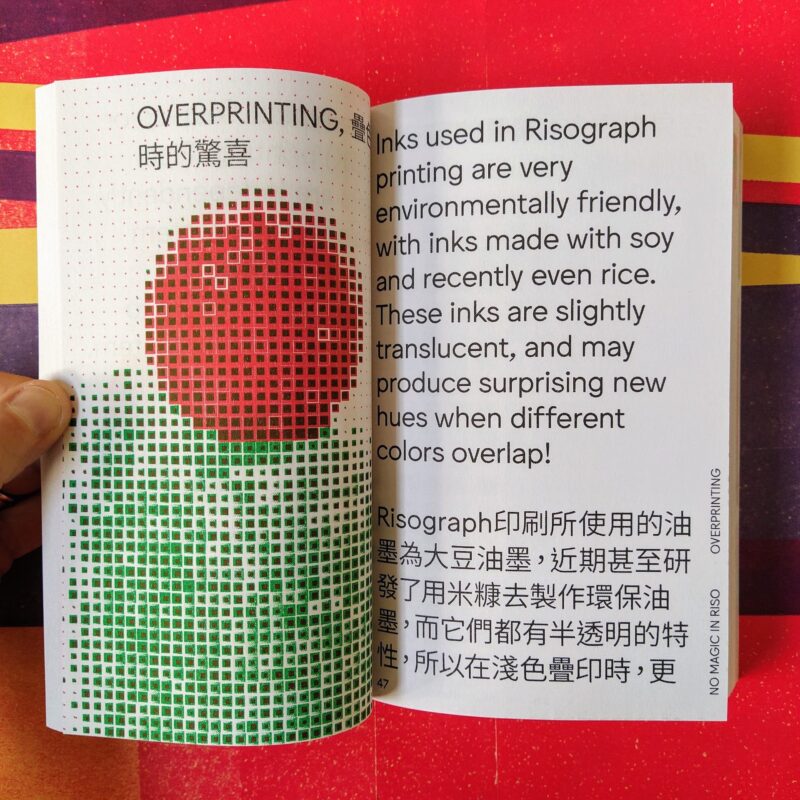 OVERPRINTING, 疊色
時的驚喜
Inks used in Risograph
printing are very
environmentally friendly,
with inks made with soy
and recently even rice.
These inks are slightly
translucent, and may
produce surprising new
hues when different
colors overlap!
Risograph印刷所使用的油
墨為大豆油墨，近期甚至研
發了用米糠去製作環保油
墨，而它們都有半透明的特
性，所以在淺色疊印時，更
47
NO MAGIC IN RISO OVERPRINTING